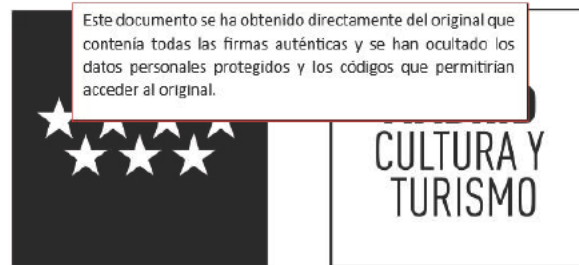 Este documento se ha obtenido directamente del original que
contenía todas las firmas auténticas y se han ocultado los
datos personales protegidos y los códigos que permitirían
acceder al original.
CULTURA Y
TURISMO